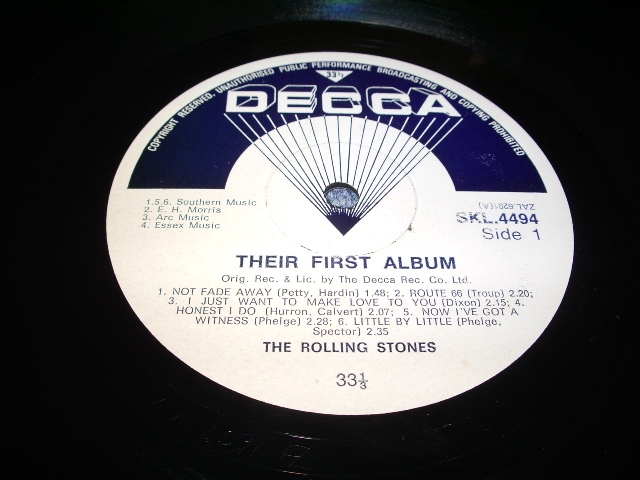 COPYRIGHT RESERVED. UNAUTHORISED PUBLIC PERFORMANCE BROADCASTING AND COPYING PROHIBITED
33⅓
DECCA
1.5.6. Southern Music
2. E. H. Morris
3. Arc Music
4. Essex Music
ZAL.6291(A)
SKL.4494
Side 1
THEIR FIRST ALBUM
Orig. Rec. & Lic. by The Decca Rec. Co. Ltd.
1. NOT FADE AWAY (Petty, Hardin) 1.48; 2. ROUTE 66 (Troup) 2.20;
3. I JUST WANT TO MAKE LOVE TO YOU (Dixon) 2.15; 4.
HONEST I DO (Hurron, Calvert) 2.07; 5. NOW I'VE GOT A
WITNESS (Phelge) 2.28; 6. LITTLE BY LITTLE (Phelge,
Spector) 2.35
THE ROLLING STONES
33⅓